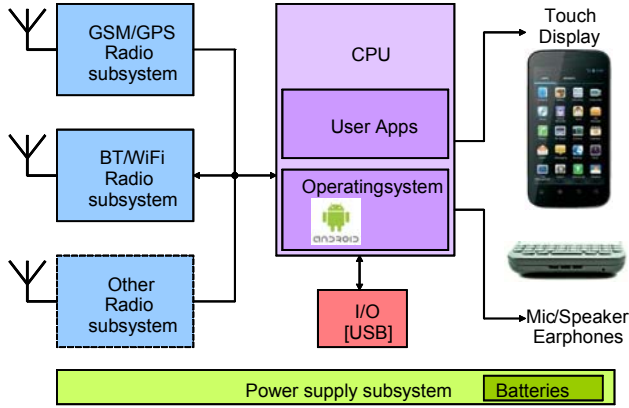 GSM/GPS
Radio
subsystem
BT/WiFi
Radio
subsystem
Other
Radio
subsystem
CPU
User Apps
Operatingsystem
ANDROID
I/O
[USB]
Touch
Display
Mic/Speaker
Earphones
Power supply subsystem
Batteries